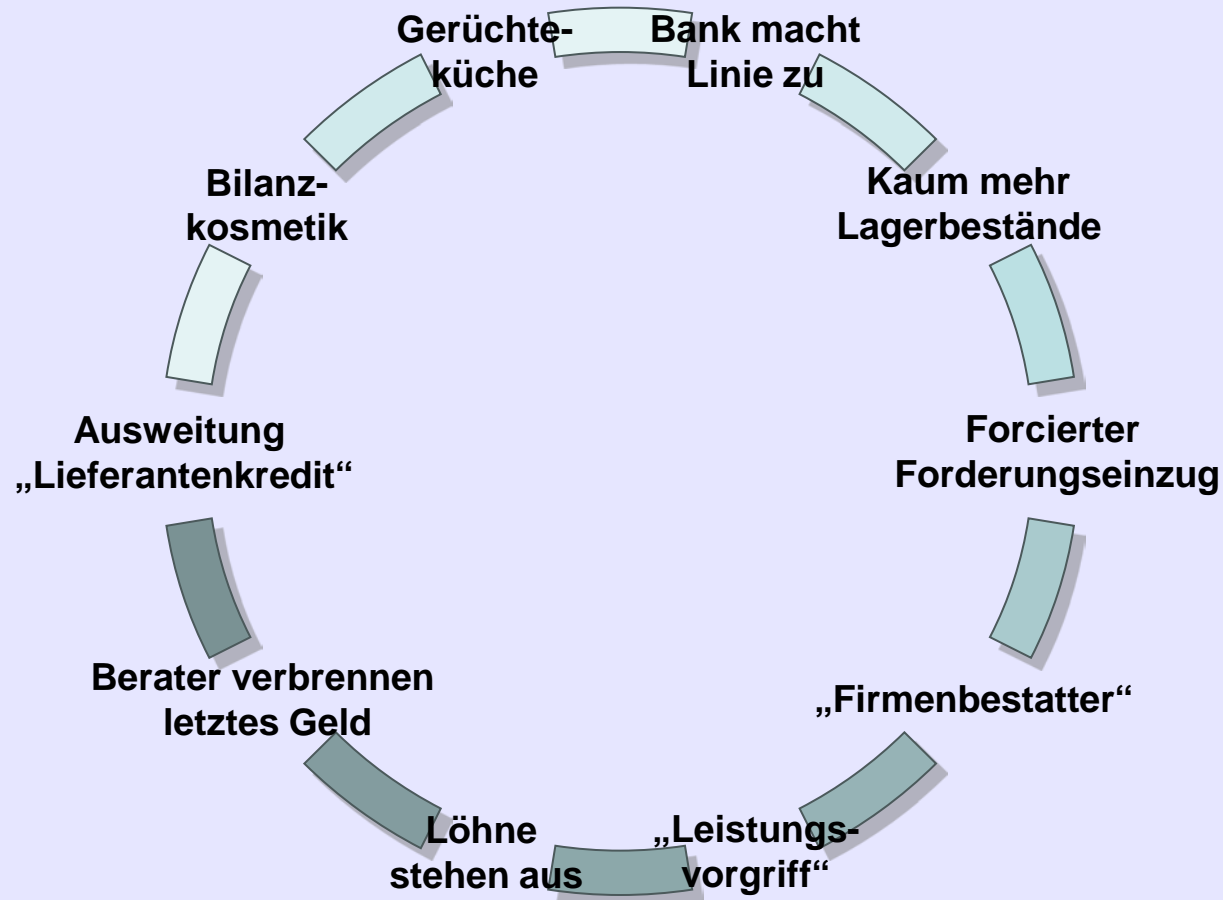 Gerüchte-
küche
Bank macht
Linie zu
Kaum mehr
Lagerbestände
Forcierter
Forderungseinzug
„Firmenbestatter“
„Leistungs-
vorgriff“
Löhne
stehen aus
Berater verbrennen
letztes Geld
Ausweitung
„Lieferantenkredit“
Bilanz-
kosmetik